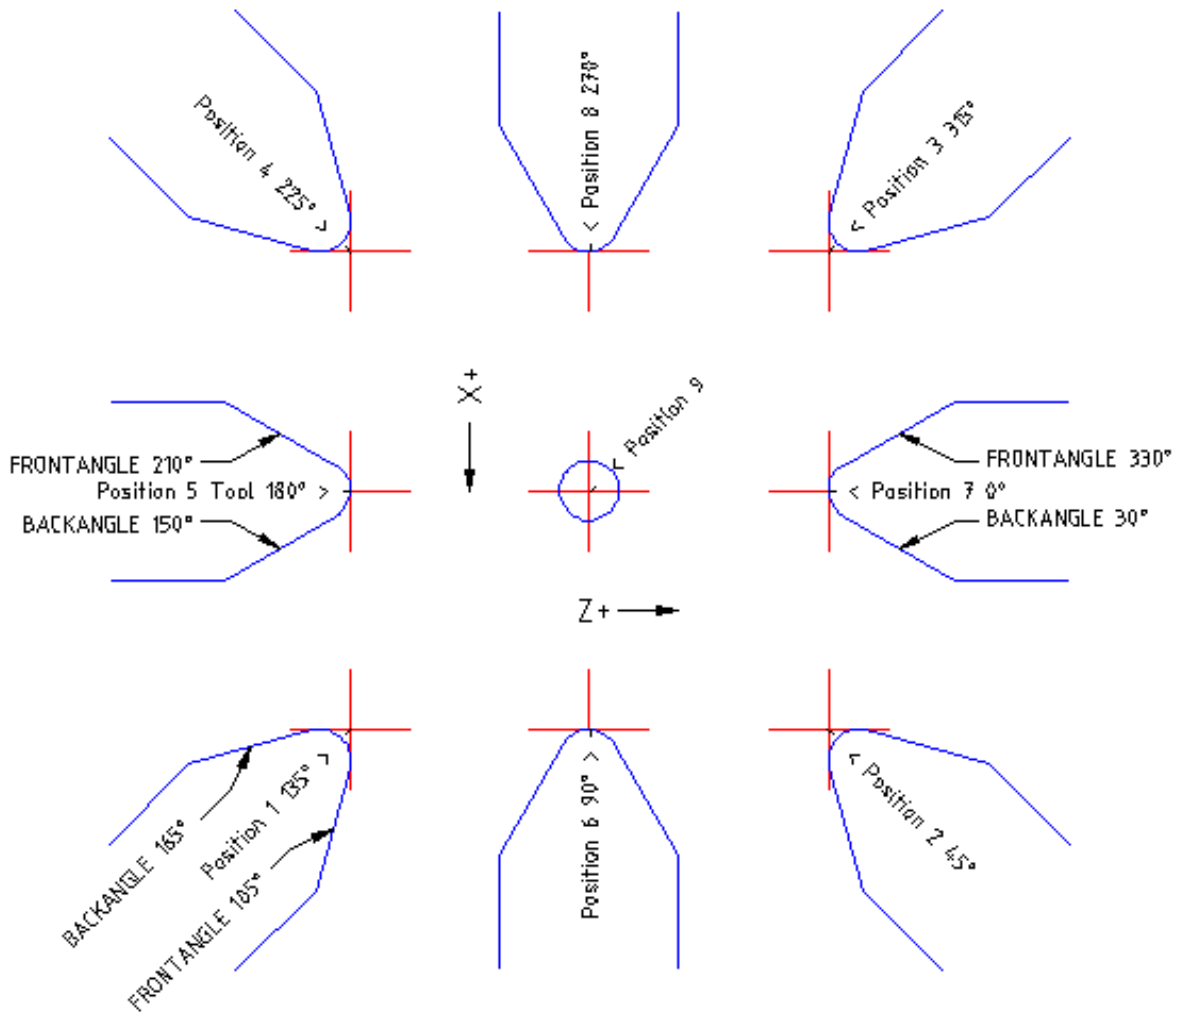 Position 4 225°
Position 8 270°
Position 3 315°
X+
Position 9
FRONTANGLE 210°
Position 5 Tool 180°
BACKANGLE 150°
FRONTANGLE 330°
Position 7 0°
BACKANGLE 30°
Z+
BACKANGLE 165°
Position 1 135°
FRONTANGLE 105°
Position 6 90°
Position 2 45°